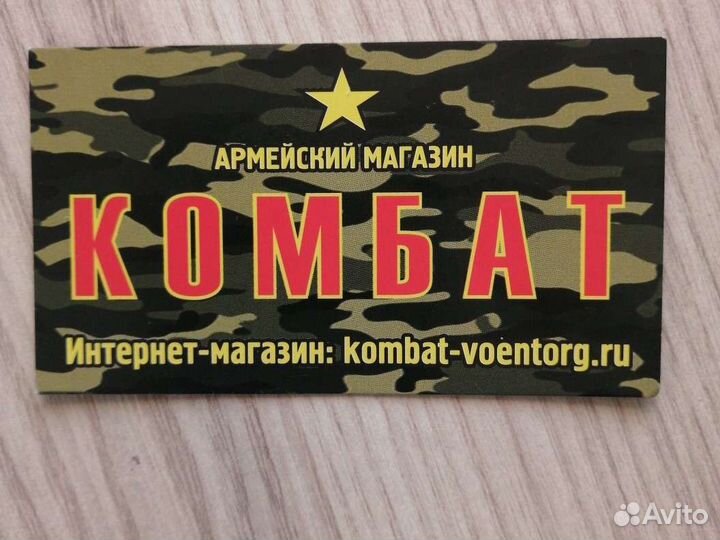 АРМЕЙСКИЙ МАГАЗИН
КОМБАТ
Интернет-магазин: kombat-voentorg.ru
Avito